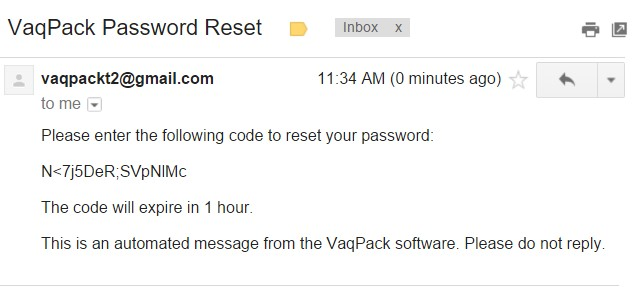 VaqPack Password Reset Inbox x
vaqpackt2@gmail.com 11:34 AM (0 minutes ago)
to me
Please enter the following code to reset your password:
N<7j5DeR;SVpNlMc
The code will expire in 1 hour.
This is an automated message from the VaqPack software. Please do not reply.